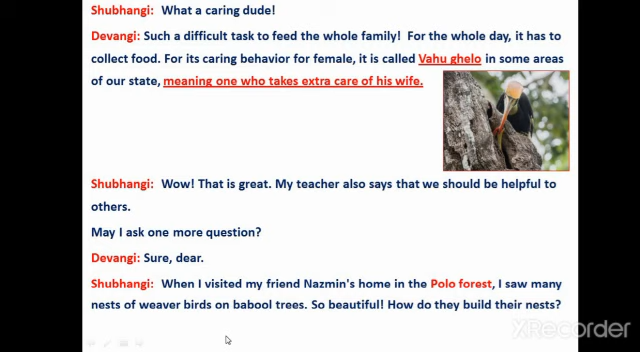 Shubhangi: What a caring dude!
Devangi: Such a difficult task to feed the whole family! For the whole day, it has to
collect food. For its caring behavior for female, it is called Vahu ghelo in some areas
of our state, meaning one who takes extra care of his wife.
Shubhangi: Wow! That is great. My teacher also says that we should be helpful to
others.
May I ask one more question?
Devangi: Sure, dear.
Shubhangi: When I visited my friend Nazmin's home in the Polo forest, I saw many
nests of weaver birds on babool trees. So beautiful! How do they build their nests?
XRecorder